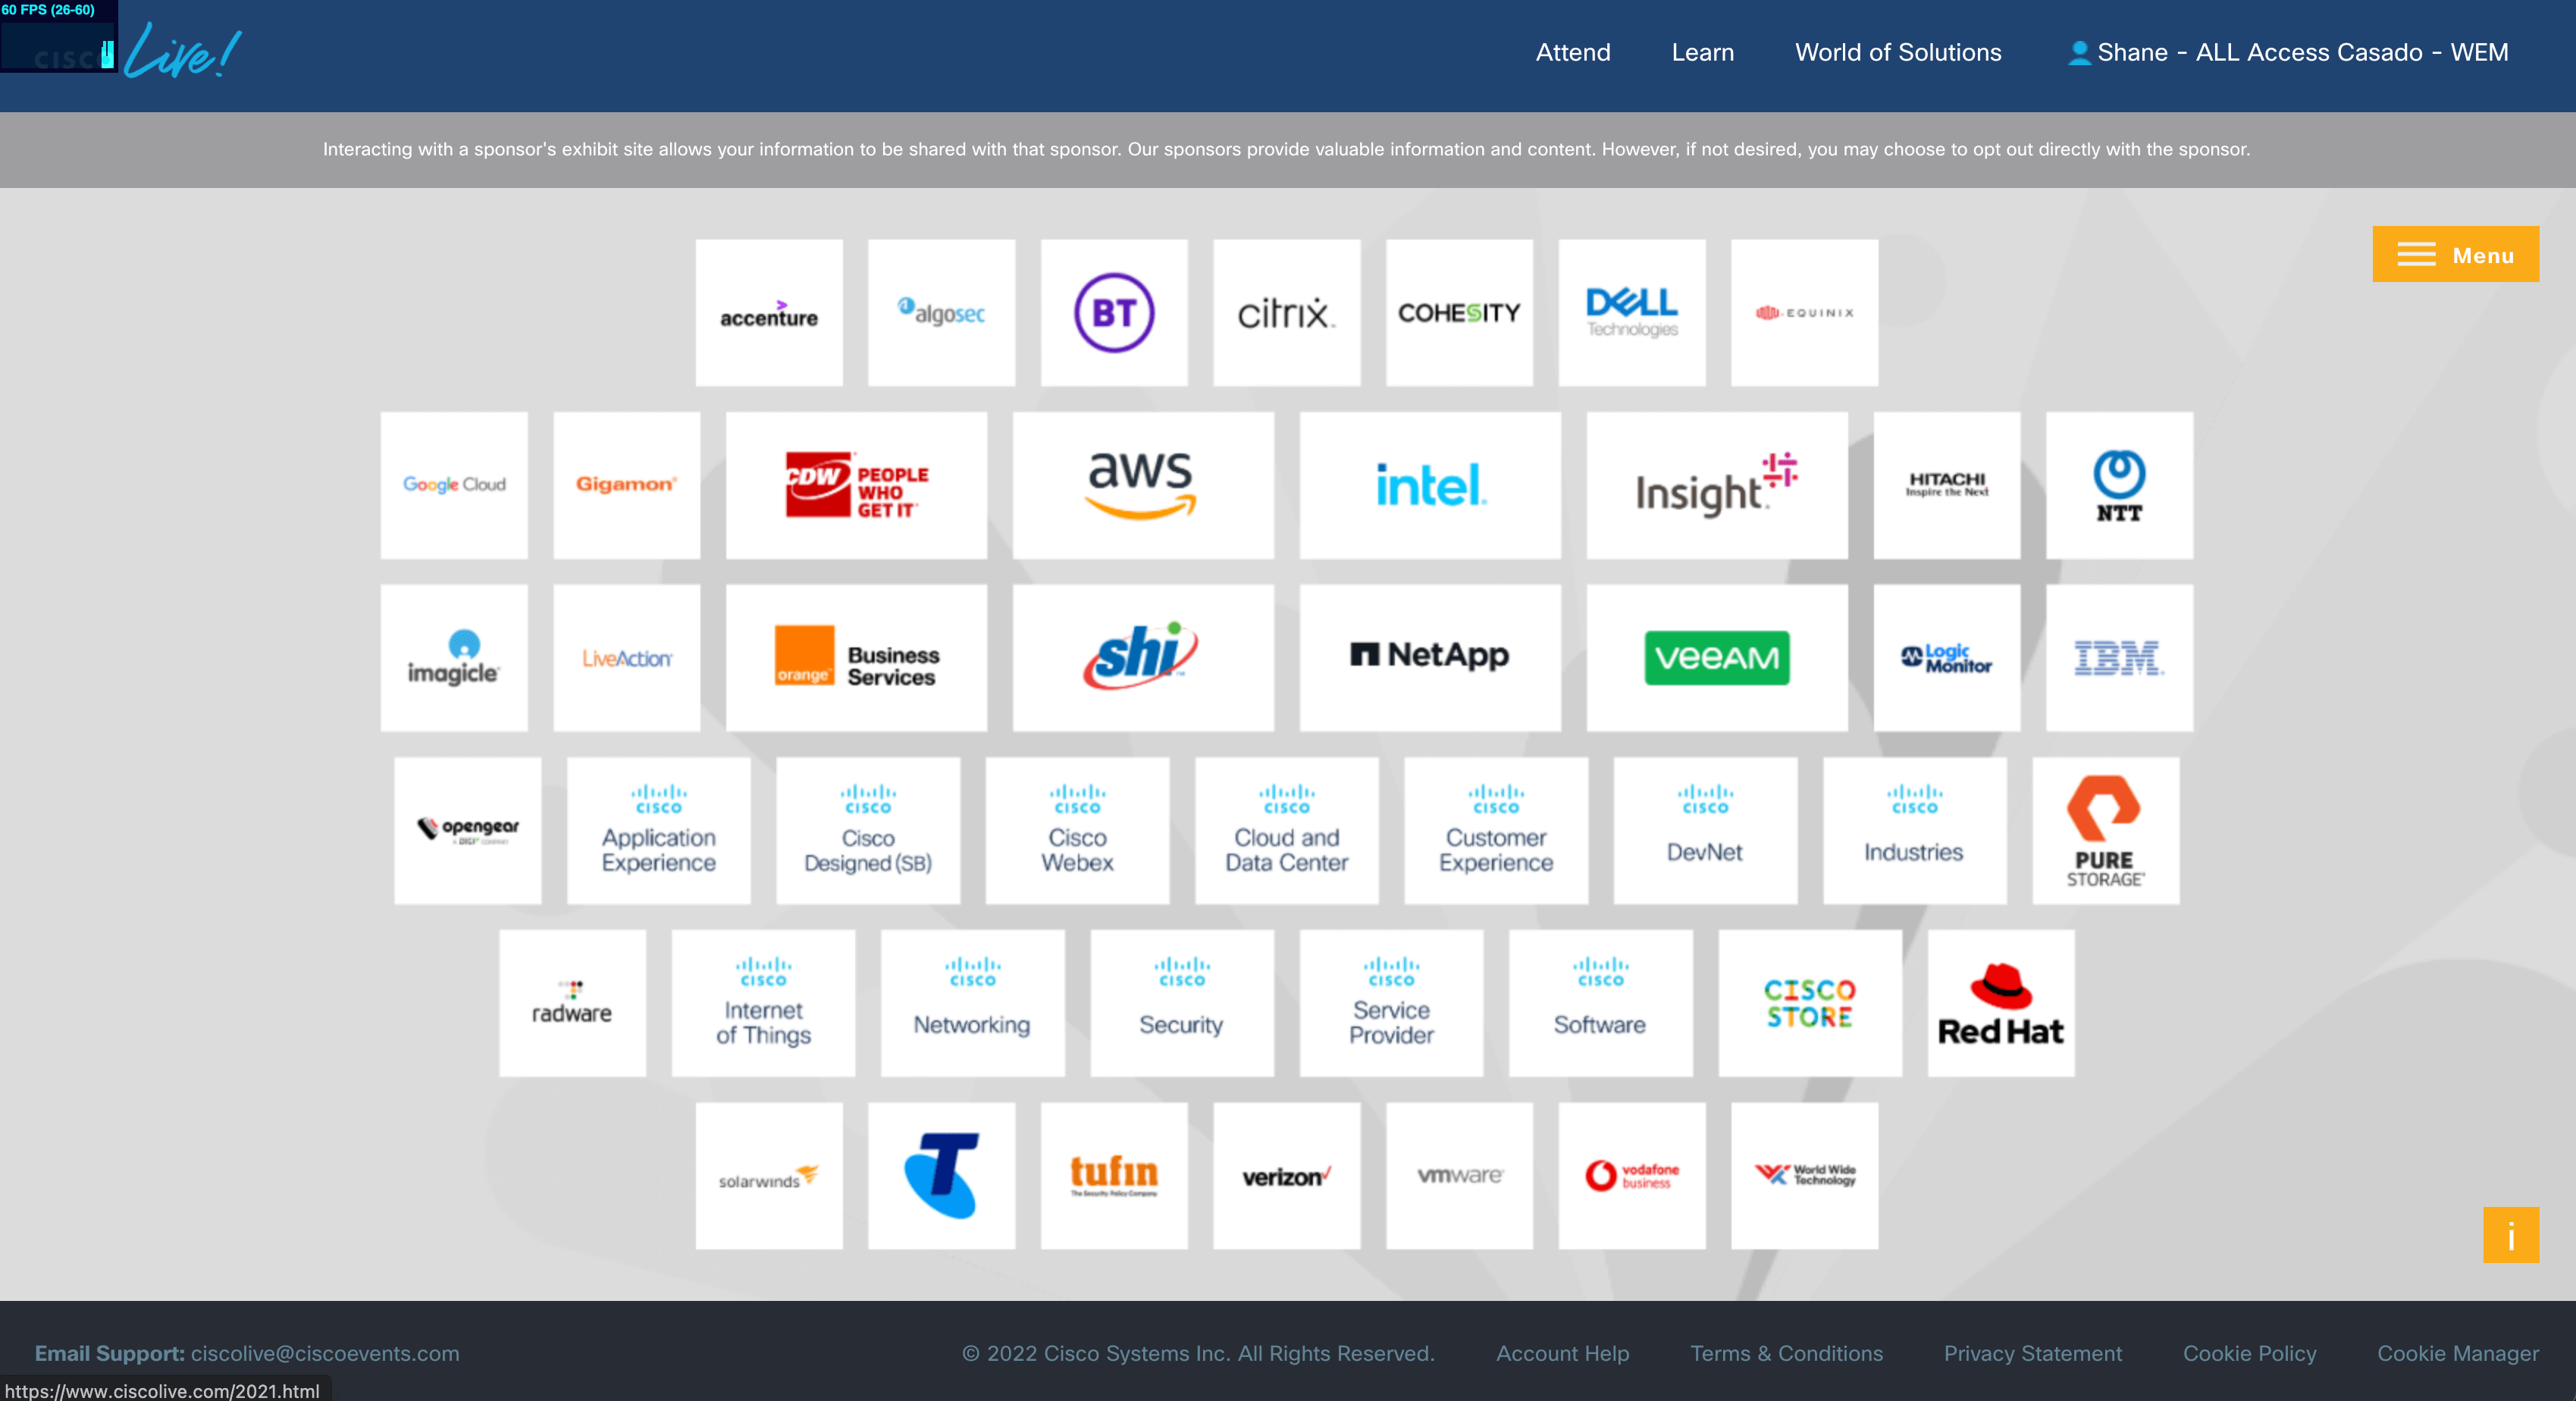 60 FPS (26-60)
CISCO Live!
Attend Learn World of Solutions Shane - ALL Access Casado - WEM
Interacting with a sponsor's exhibit site allows your information to be shared with that sponsor. Our sponsors provide valuable information and content. However, if not desired, you may choose to opt out directly with the sponsor.
Menu
accenture
algosec
BT
citrix
COHESITY
DELL
Technologies
EQUINIX
Google Cloud
Gigamon®
CDW PEOPLE
WHO
GET IT
aws
intel.
Insight
HITACHI
Inspire the Next
NTT
imagicle
LiveAction
orange
Business
Services
shi
NetApp
veeAM
Logic
Monitor
IBM
opengear
A DIGI COMPANY
CISCO
Application
Experience
CISCO
Cisco
Designed (SB)
CISCO
Cisco
Webex
CISCO
Cloud and
Data Center
CISCO
Customer
Experience
CISCO
DevNet
CISCO
Industries
PURE
STORAGE
radware
CISCO
Internet
of Things
CISCO
Networking
CISCO
Security
CISCO
Service
Provider
CISCO
Software
CISCO
STORE
Red Hat
solarwinds
T
tufin
The Security Policy Company
verizon
vmware
vodafone
business
World Wide
Technology
i
Email Support: ciscolive@ciscoevents.com © 2022 Cisco Systems Inc. All Rights Reserved. Account Help Terms & Conditions Privacy Statement Cookie Policy Cookie Manager
https://www.ciscolive.com/2021.html